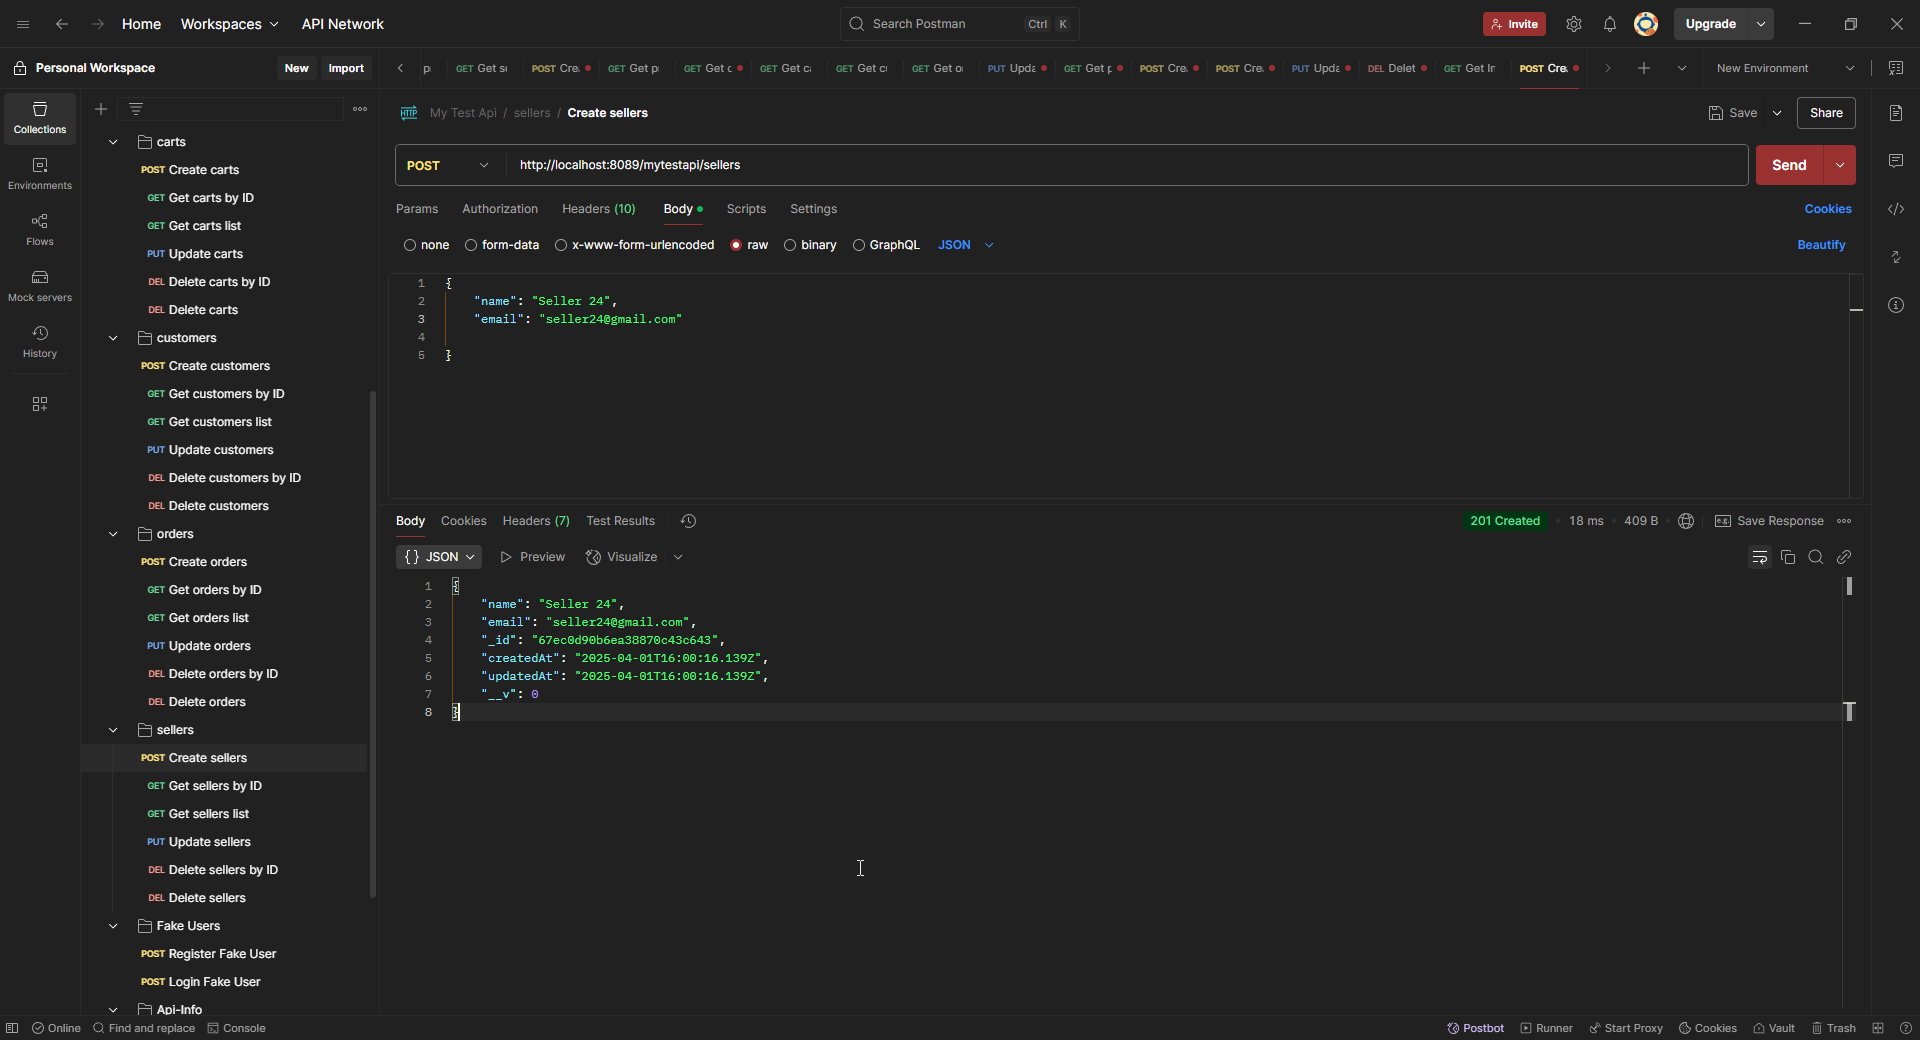 Home Workspaces API Network Search Postman Ctrl K Invite Upgrade
Personal Workspace New Import
GET Get s POST Cre GET Get p GET Get c GET Get c GET Get c GET Get o PUT Upda GET Get p POST Cre POST Cre PUT Upda DEL Delet GET Get In POST Cre New Environment
Collections
Environments
Flows
Mock servers
History
carts
POST Create carts
GET Get carts by ID
GET Get carts list
PUT Update carts
DEL Delete carts by ID
DEL Delete carts
customers
POST Create customers
GET Get customers by ID
GET Get customers list
PUT Update customers
DEL Delete customers by ID
DEL Delete customers
orders
POST Create orders
GET Get orders by ID
GET Get orders list
PUT Update orders
DEL Delete orders by ID
DEL Delete orders
sellers
POST Create sellers
GET Get sellers by ID
GET Get sellers list
PUT Update sellers
DEL Delete sellers by ID
DEL Delete sellers
Fake Users
POST Register Fake User
POST Login Fake User
Api-Info
HTTP My Test Api / sellers / Create sellers Save Share
POST http://localhost:8089/mytestapi/sellers Send
Params Authorization Headers (10) Body Scripts Settings Cookies
none form-data x-www-form-urlencoded raw binary GraphQL JSON Beautify
1 {
2 "name": "Seller 24",
3 "email": "seller24@gmail.com"
4
5 }
Body Cookies Headers (7) Test Results 201 Created 18 ms 409 B e.g. Save Response
{} JSON Preview Visualize
1 {
2 "name": "Seller 24",
3 "email": "seller24@gmail.com",
4 "_id": "67ec0d90b6ea38870c43c643",
5 "createdAt": "2025-04-01T16:00:16.139Z",
6 "updatedAt": "2025-04-01T16:00:16.139Z",
7 "__v": 0
8 }
Online Find and replace Console Postbot Runner Start Proxy Cookies Vault Trash